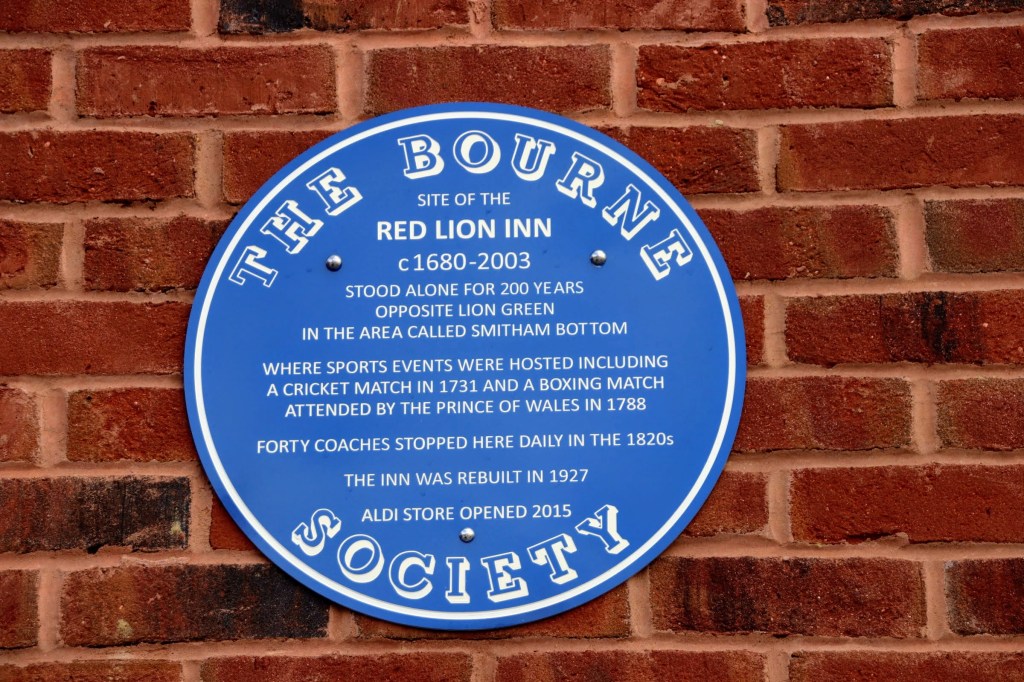 THE BOURNE
SITE OF THE
RED LION INN
c1680-2003
STOOD ALONE FOR 200 YEARS
OPPOSITE LION GREEN
IN THE AREA CALLED SMITHAM BOTTOM
WHERE SPORTS EVENTS WERE HOSTED INCLUDING
A CRICKET MATCH IN 1731 AND A BOXING MATCH
ATTENDED BY THE PRINCE OF WALES IN 1788
FORTY COACHES STOPPED HERE DAILY IN THE 1820s
THE INN WAS REBUILT IN 1927
ALDI STORE OPENED 2015
SOCIETY